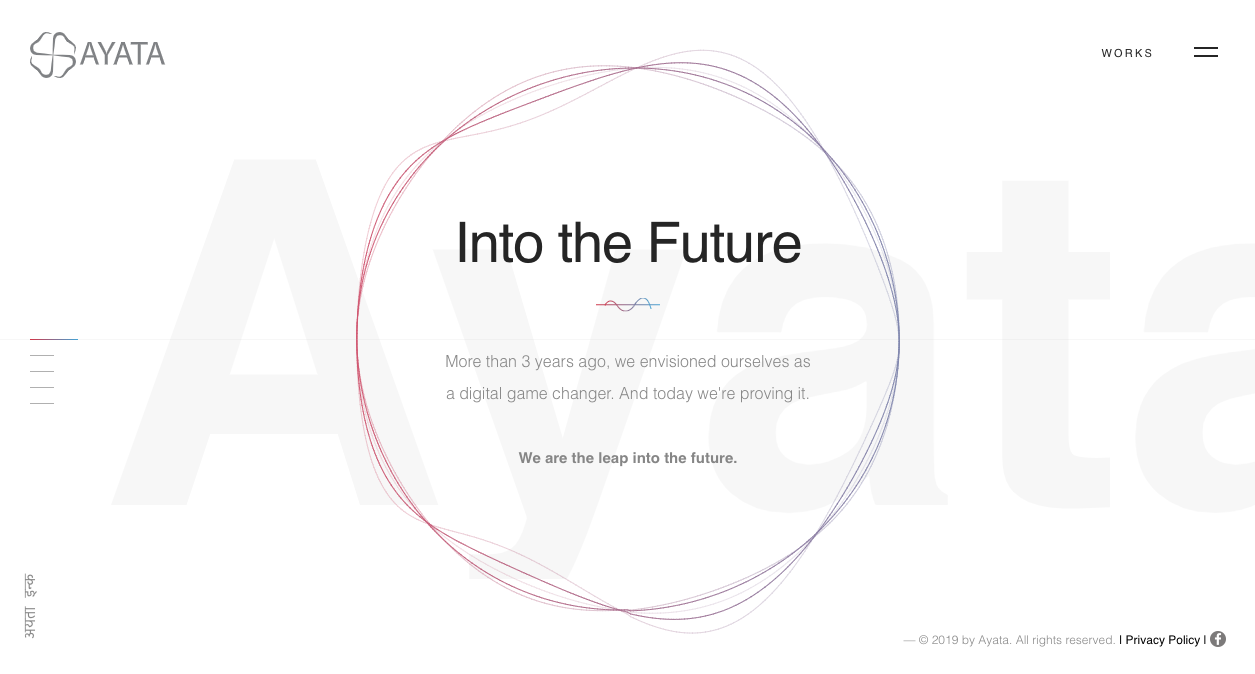 AYATA
WORKS
Ayata
Into the Future
More than 3 years ago, we envisioned ourselves as
a digital game changer. And today we're proving it.
We are the leap into the future.
अयता इन्क
— © 2019 by Ayata. All rights reserved. I Privacy Policy I